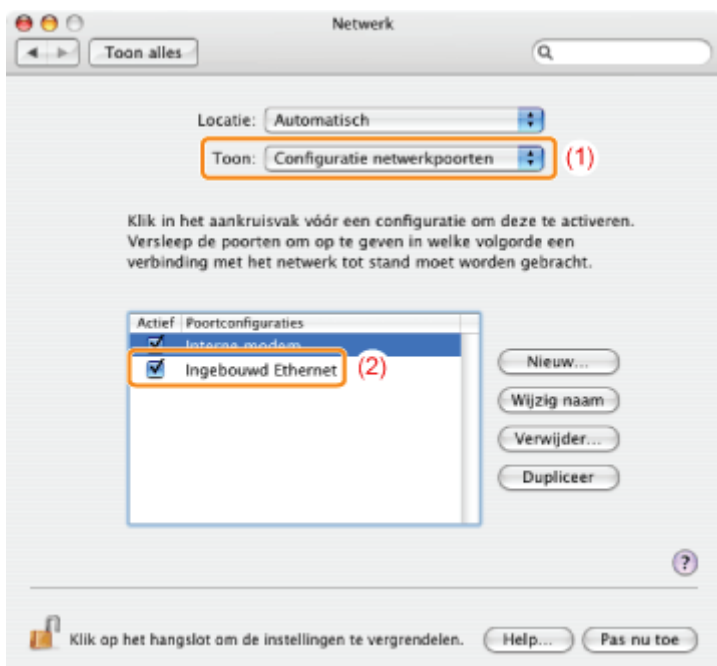 Netwerk
Toon alles
Locatie: Automatisch
Toon: Configuratie netwerkpoorten (1)
Klik in het aankruisvak vóór een configuratie om deze te activeren.
Versleep de poorten om op te geven in welke volgorde een
verbinding met het netwerk tot stand moet worden gebracht.
Actief Poortconfiguraties
Interne modem
Ingebouwd Ethernet (2)
Nieuw...
Wijzig naam
Verwijder...
Dupliceer
?
Klik op het hangslot om de instellingen te vergrendelen. Help... Pas nu toe